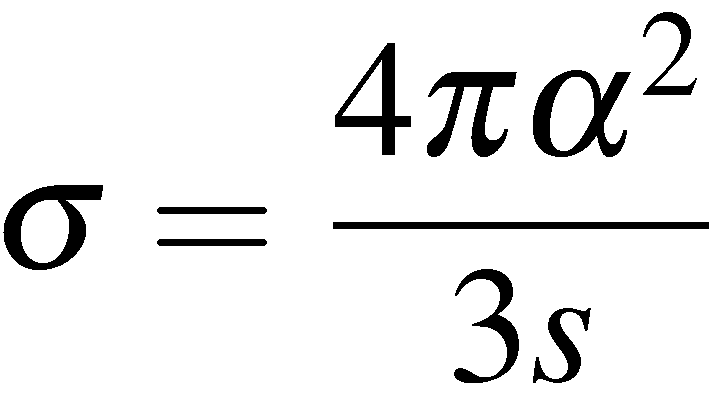 σ = 4πα² / 3s